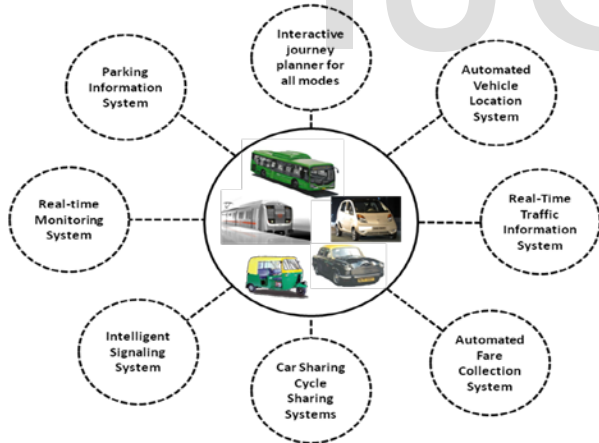 Interactive
journey
planner for
all modes
Parking
Information
System
Automated
Vehicle
Location
System
Real-time
Monitoring
System
Real-Time
Traffic
Information
System
Intelligent
Signaling
System
Car Sharing
Cycle
Sharing
Systems
Automated
Fare
Collection
System